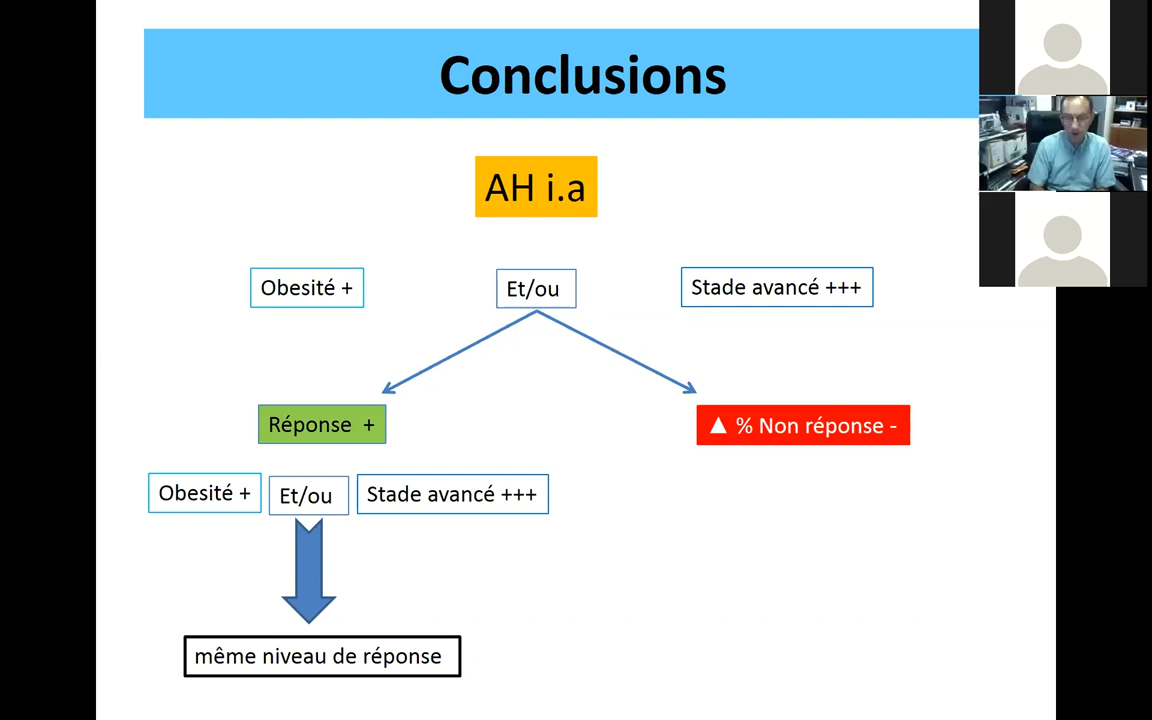 Conclusions
AH i.a
Obesité +
Et/ou
Stade avancé +++
Réponse +
▲ % Non réponse -
Obesité +
Et/ou
Stade avancé +++
même niveau de réponse